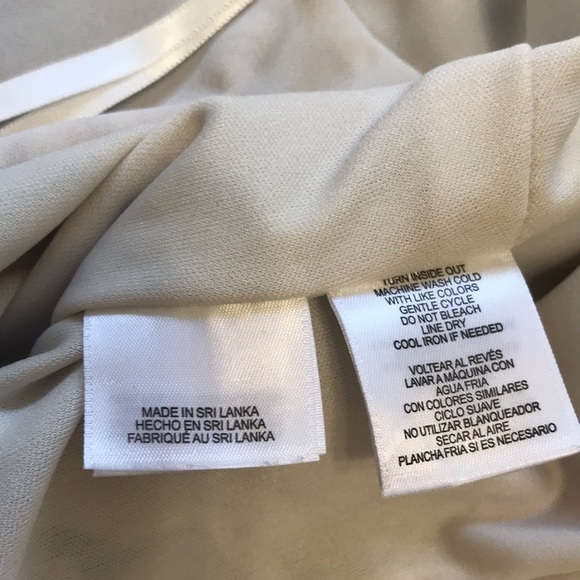 MADE IN SRI LANKA
HECHO EN SRI LANKA
FABRIQUÉ AU SRI LANKA
TURN INSIDE OUT
MACHINE WASH COLD
WITH LIKE COLORS
GENTLE CYCLE
DO NOT BLEACH
LINE DRY
COOL IRON IF NEEDED
VOLTEAR AL REVÉS
LAVAR A MÁQUINA CON
AGUA FRIA
CON COLORES SIMILARES
CICLO SUAVE
NO UTILIZAR BLANQUEADOR
SECAR AL AIRE
PLANCHA FRIA SI ES NECESARIO